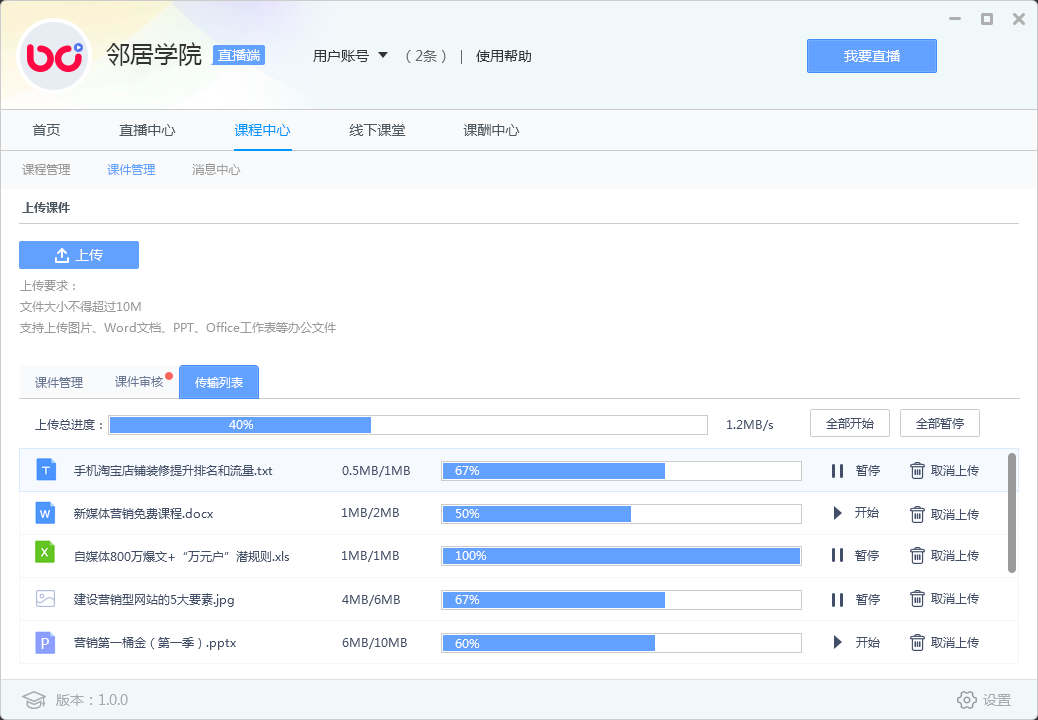 邻居学院 直播端 用户账号 （2条） | 使用帮助 我要直播
首页 直播中心 课程中心 线下课堂 课酬中心
课程管理 课件管理 消息中心
上传课件
上传
上传要求：
文件大小不得超过10M
支持上传图片、Word文档、PPT、Office工作表等办公文件
课件管理 课件审核 传输列表
上传总进度： 40% 1.2MB/s 全部开始 全部暂停
T 手机淘宝店铺装修提升排名和流量.txt 0.5MB/1MB 67% 暂停 取消上传
W 新媒体营销免费课程.docx 1MB/2MB 50% 开始 取消上传
X 自媒体800万爆文+“万元户”潜规则.xls 1MB/1MB 100% 暂停 取消上传
建设营销型网站的5大要素.jpg 4MB/6MB 67% 暂停 取消上传
P 营销第一桶金（第一季）.pptx 6MB/10MB 60% 开始 取消上传
版本：1.0.0 设置